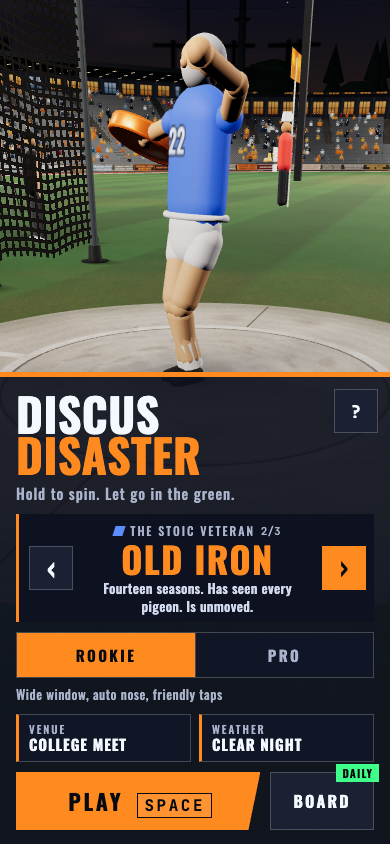 22
DISCUS
DISASTER
?
Hold to spin. Let go in the green.
THE STOIC VETERAN 2/3
‹ OLD IRON ›
Fourteen seasons. Has seen every
pigeon. Is unmoved.
ROOKIE PRO
Wide window, auto nose, friendly taps
VENUE WEATHER
COLLEGE MEET CLEAR NIGHT
DAILY
PLAY SPACE BOARD